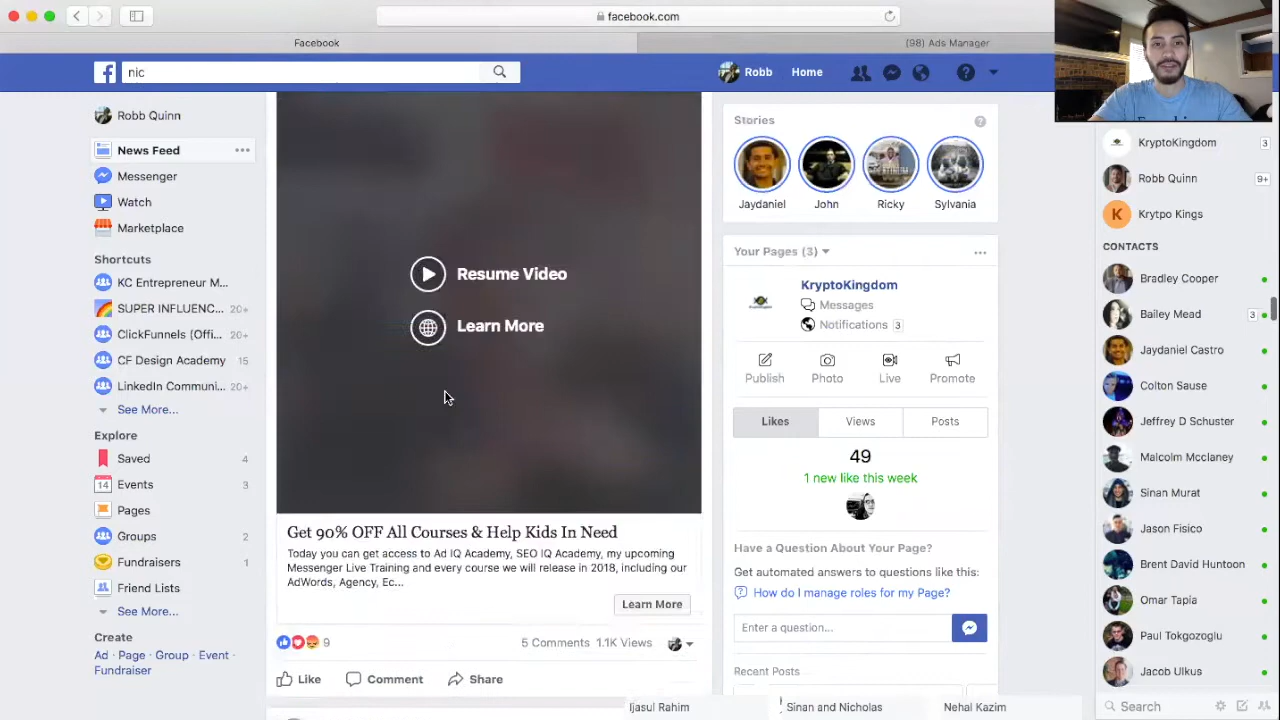 facebook.com
Facebook
(98) Ads Manager
nic
Robb
Home
Robb Quinn
News Feed
Messenger
Watch
Marketplace
Shortcuts
KC Entrepreneur M...
SUPER INFLUENC... 20+
ClickFunnels (Offi... 20+
CF Design Academy 15
LinkedIn Communi... 20+
See More...
Explore
Saved 4
Events 3
14
Pages
Groups 2
Fundraisers 1
Friend Lists
See More...
Create
Ad · Page · Group · Event ·
Fundraiser
Resume Video
Learn More
Get 90% OFF All Courses & Help Kids In Need
Today you can get access to Ad IQ Academy, SEO IQ Academy, my upcoming
Messenger Live Training and every course we will release in 2018, including our
AdWords, Agency, Ec...
Learn More
9
5 Comments 1.1K Views
Like Comment Share
Stories
Jaydaniel John Ricky Sylvania
Your Pages (3)
KryptoKingdom
Messages
Notifications 3
Publish Photo Live Promote
Likes Views Posts
49
1 new like this week
Have a Question About Your Page?
Get automated answers to questions like this:
How do I manage roles for my Page?
Enter a question...
Recent Posts
KryptoKingdom 3
Robb Quinn 9+
K Krytpo Kings
CONTACTS
Bradley Cooper
Bailey Mead 3
Jaydaniel Castro
Colton Sause
Jeffrey D Schuster
Malcolm Mcclaney
Sinan Murat
Jason Fisico
Brent David Huntoon
Omar Tapia
Paul Tokgozoglu
Jacob Ulkus
Search
Ijasul Rahim
Sinan and Nicholas
Nehal Kazim